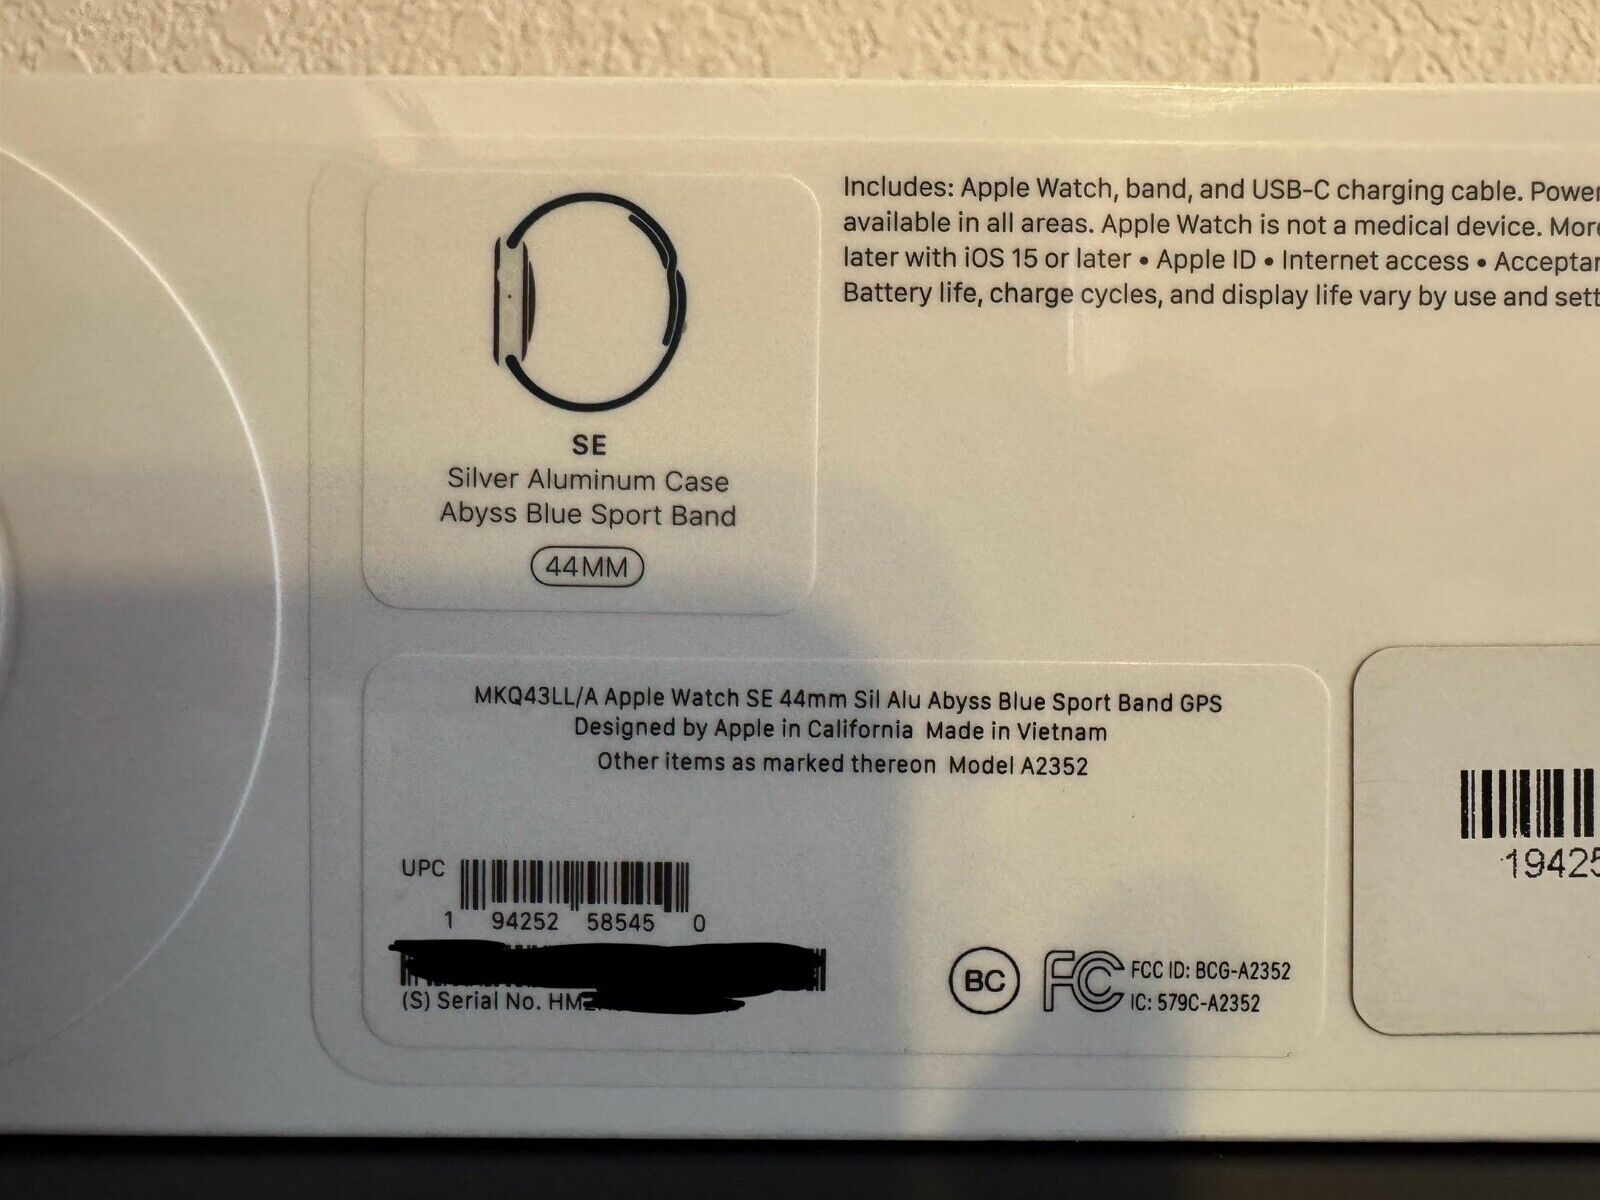 Includes: Apple Watch, band, and USB-C charging cable. Power
available in all areas. Apple Watch is not a medical device. More
later with iOS 15 or later • Apple ID • Internet access •
Battery life, charge cycles, and display life vary by use and
SE
Silver Aluminum Case
Abyss Blue Sport Band
44MM
MKQ43LL/A Apple Watch SE 44mm Sil Alu Abyss Blue Sport Band GPS
Designed by Apple in California Made in Vietnam
Other items as marked thereon Model A2352
UPC
1 94252 58545 0
(S) Serial No.
BC
FC
FCC ID: BCG-A2352
IC: 579C-A2352